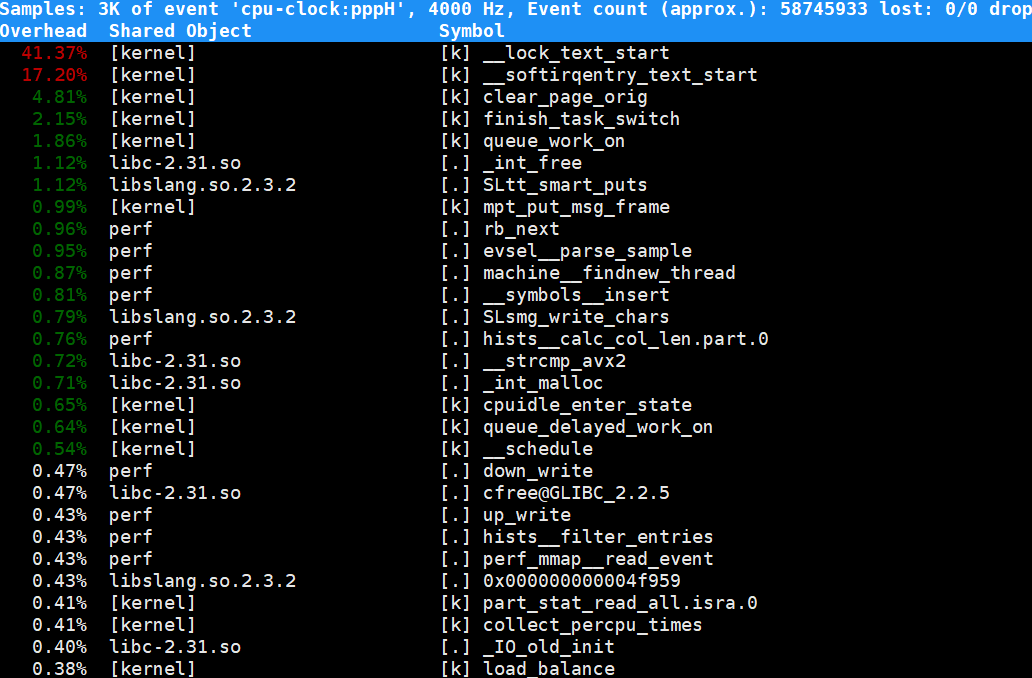 Samples: 3K of event 'cpu-clock:pppH', 4000 Hz, Event count (approx.): 58745933 lost: 0/0 drop
Overhead  Shared Object                  Symbol
41.37%  [kernel]                       [k] __lock_text_start
17.20%  [kernel]                       [k] __softirqentry_text_start
4.81%  [kernel]                       [k] clear_page_orig
2.15%  [kernel]                       [k] finish_task_switch
1.86%  [kernel]                       [k] queue_work_on
1.12%  libc-2.31.so                   [.] _int_free
1.12%  libslang.so.2.3.2              [.] SLtt_smart_puts
0.99%  [kernel]                       [k] mpt_put_msg_frame
0.96%  perf                           [.] rb_next
0.95%  perf                           [.] evsel__parse_sample
0.87%  perf                           [.] machine__findnew_thread
0.81%  perf                           [.] __symbols__insert
0.79%  libslang.so.2.3.2              [.] SLsmg_write_chars
0.76%  perf                           [.] hists__calc_col_len.part.0
0.72%  libc-2.31.so                   [.] __strcmp_avx2
0.71%  libc-2.31.so                   [.] _int_malloc
0.65%  [kernel]                       [k] cpuidle_enter_state
0.64%  [kernel]                       [k] queue_delayed_work_on
0.54%  [kernel]                       [k] __schedule
0.47%  perf                           [.] down_write
0.47%  libc-2.31.so                   [.] cfree@GLIBC_2.2.5
0.43%  perf                           [.] up_write
0.43%  perf                           [.] hists__filter_entries
0.43%  perf                           [.] perf_mmap__read_event
0.43%  libslang.so.2.3.2              [.] 0x000000000004f959
0.41%  [kernel]                       [k] part_stat_read_all.isra.0
0.41%  [kernel]                       [k] collect_percpu_times
0.40%  libc-2.31.so                   [.] _IO_old_init
0.38%  [kernel]                       [k] load_balance